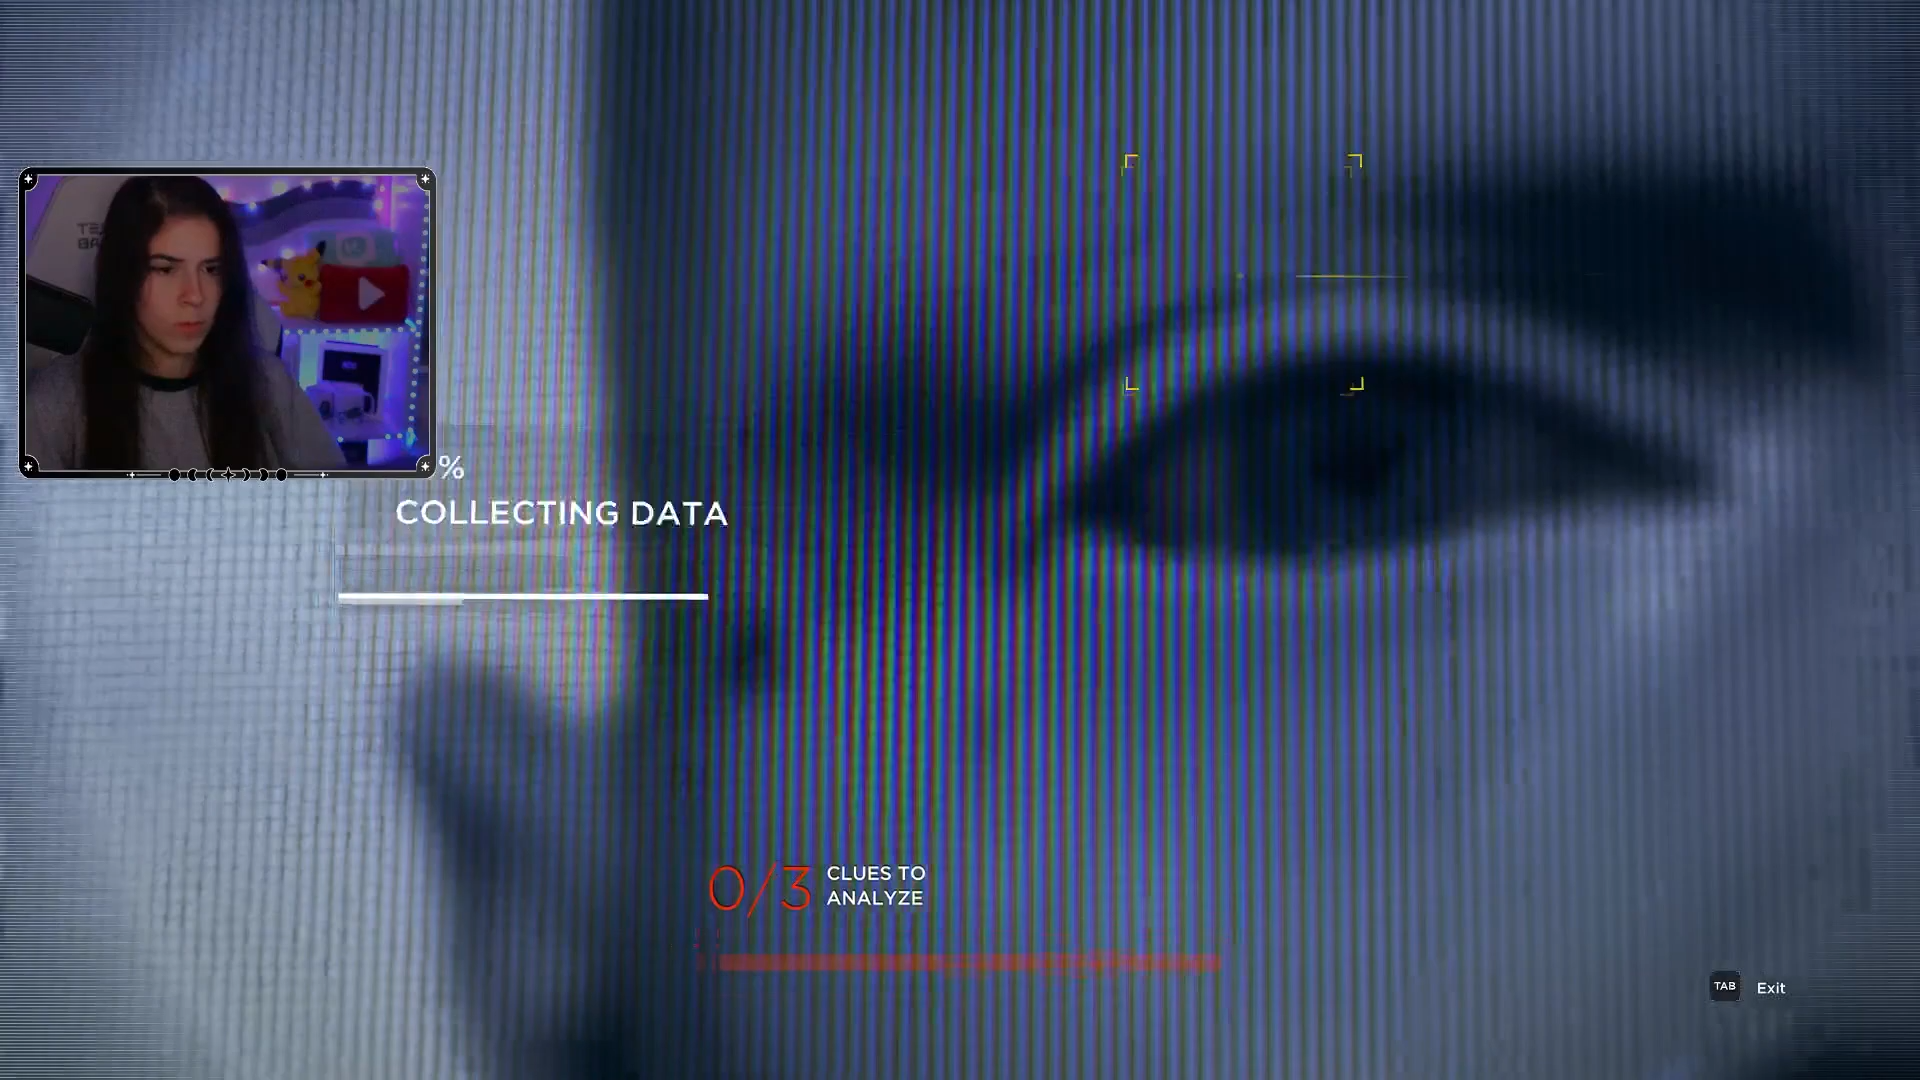 %
COLLECTING DATA
0/3
CLUES TO
ANALYZE
TAB Exit